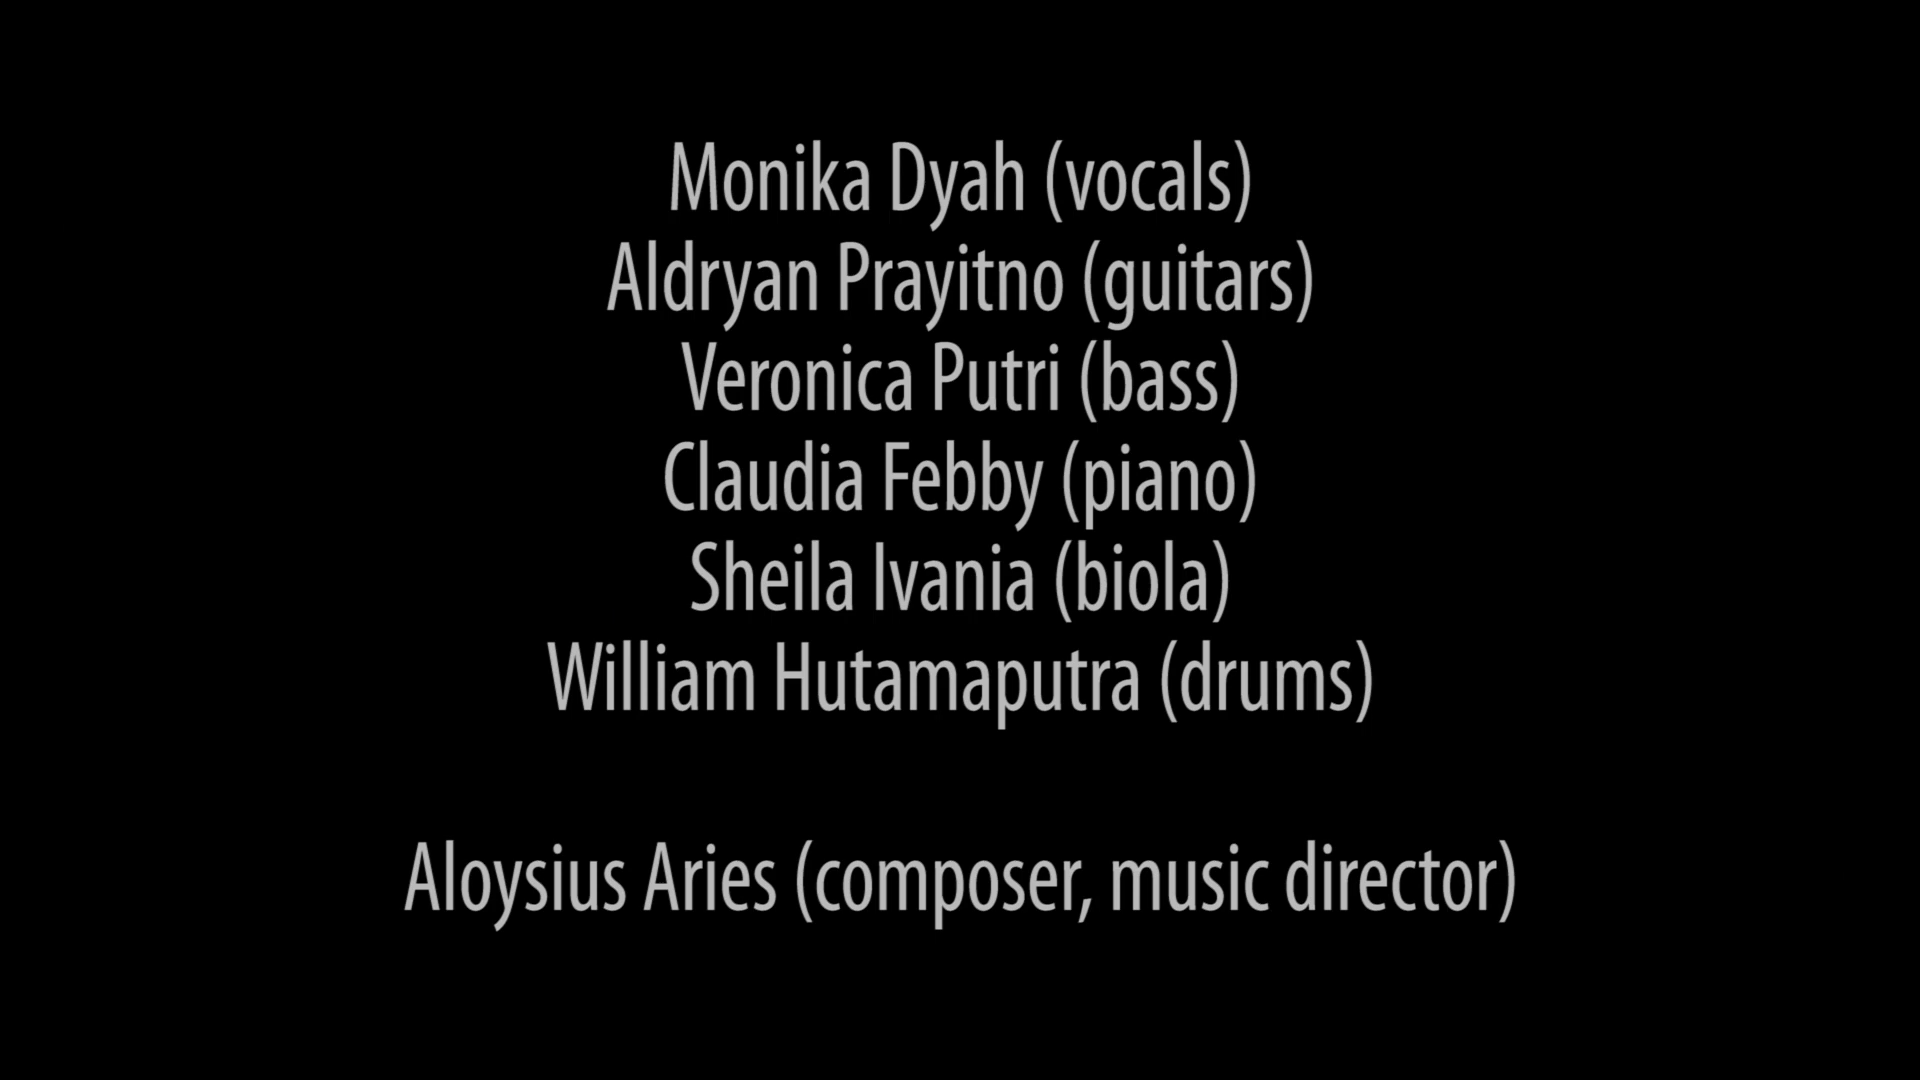 Monika Dyah (vocals)
Aldryan Prayitno (guitars)
Veronica Putri (bass)
Claudia Febby (piano)
Sheila Ivania (biola)
William Hutamaputra (drums)
Aloysius Aries (composer, music director)